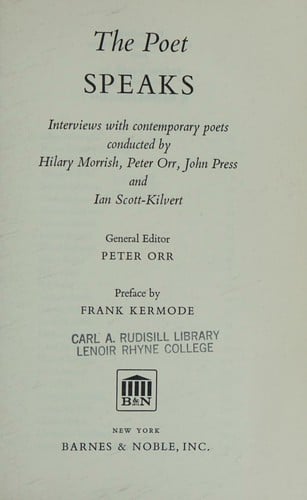 The Poet
SPEAKS
Interviews with contemporary poets
conducted by
Hilary Morrish, Peter Orr, John Press
and
Ian Scott-Kilvert
General Editor
PETER ORR
Preface by
FRANK KERMODE
CARL A. RUDISILL LIBRARY
LENOIR RHYNE COLLEGE
B&N
NEW YORK
BARNES & NOBLE, INC.